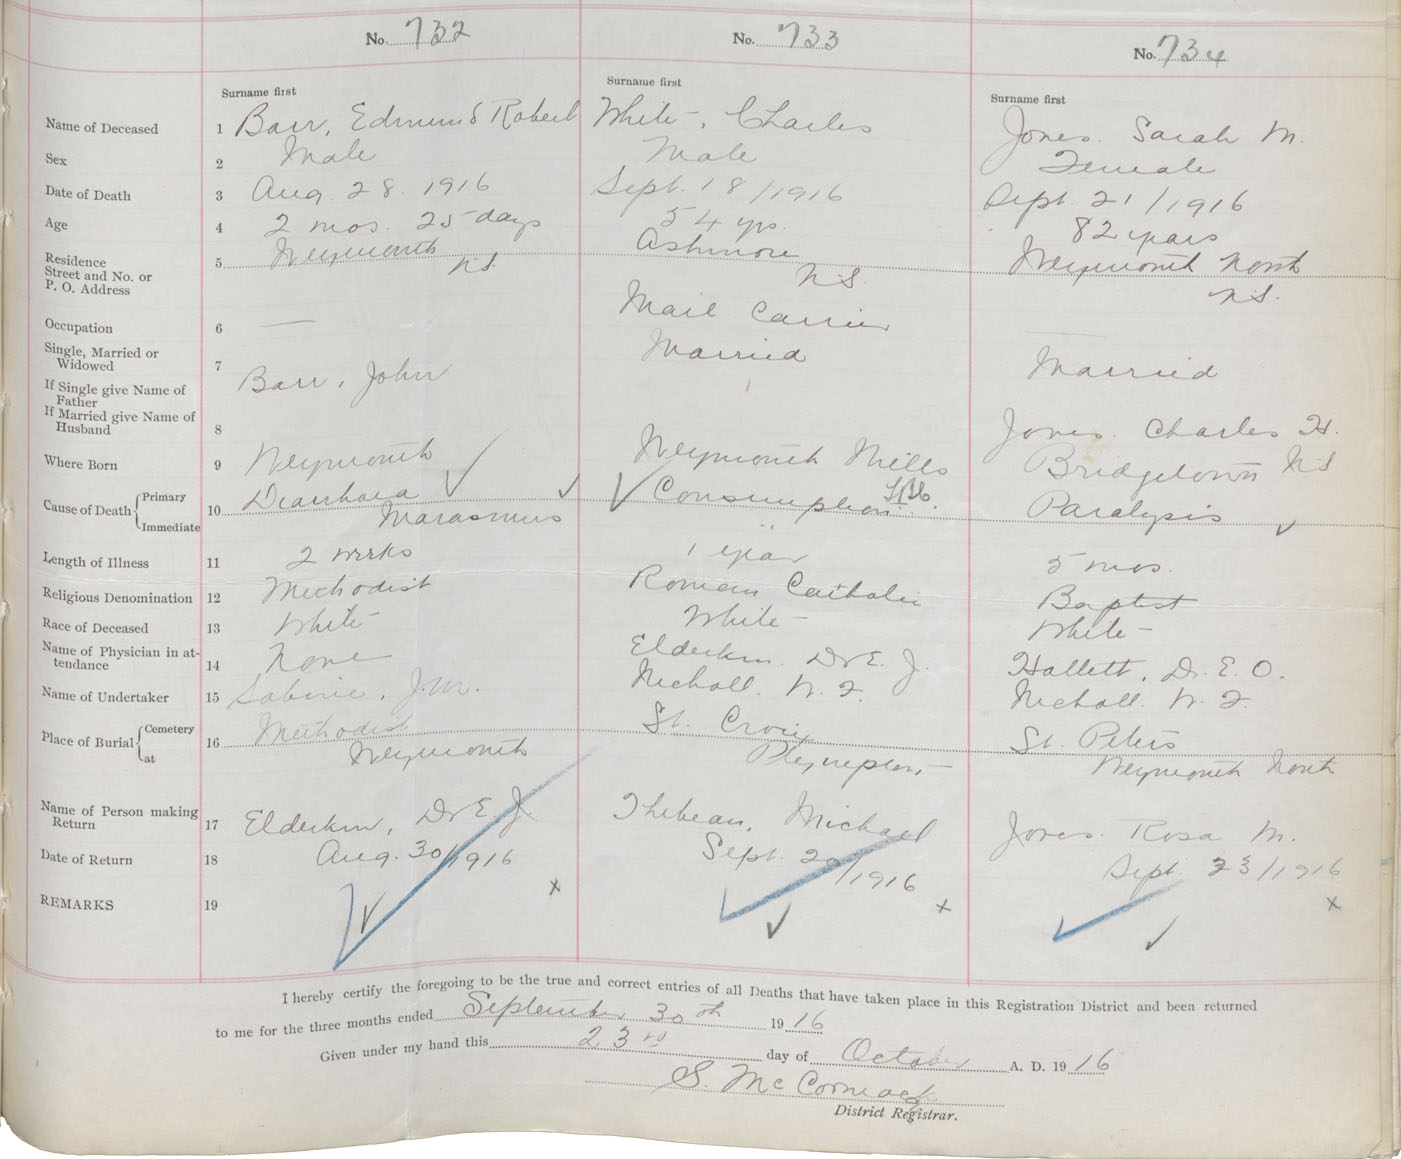 No. 732 No. 733 No. 734
Surname first Surname first Surname first
Name of Deceased 1 Barr, Edmund Robert White, Charles Jones. Sarah M.
Sex 2 Male Male Female
Date of Death 3 Aug. 28. 1916 Sept. 18/1916 Sept 21/1916
Age 4 2 mos. 25 days 54 yrs. 82 years
Residence
Street and No. or
P. O. Address 5 Weymouth Ashmore Weymouth North
N.S. N.S. N.S.
Occupation 6 — Mail Carrier —
Single, Married or
Widowed 7 Married Married
If Single give Name of
Father Barr, John
If Married give Name of
Husband 8 Jones. Charles H.
Where Born 9 Weymouth Weymouth Mills Bridgetown N.S
Cause of Death { Primary 10 Diarrhoea Consumption Paralysis
Immediate Marasmus
Length of Illness 11 2 weeks 1 year 5 mos.
Religious Denomination 12 Methodist Roman Catholic Baptist
Race of Deceased 13 White White White
Name of Physician in at-
tendance 14 None Elderkin. Dr E. J. Hallett, Dr. E. O.
Name of Undertaker 15 Sabine, J. M. Nicholl. W. F. Nicholl. W. F.
Place of Burial { Cemetery 16 Methodist St. Croix St. Peters
at Weymouth Plympton, Weymouth North
Name of Person making
Return 17 Elderkin, Dr E. J. Thibeau, Michael Jones. Rosa M.
Date of Return 18 Aug. 30/1916 Sept. 20/1916 Sept. 23/1916
REMARKS 19 x x x
I hereby certify the foregoing to be the true and correct entries of all Deaths that have taken place in this Registration District and been returned
to me for the three months ended September 30th 1916
Given under my hand this 23rd day of October A. D. 1916
S. McCormack
District Registrar.